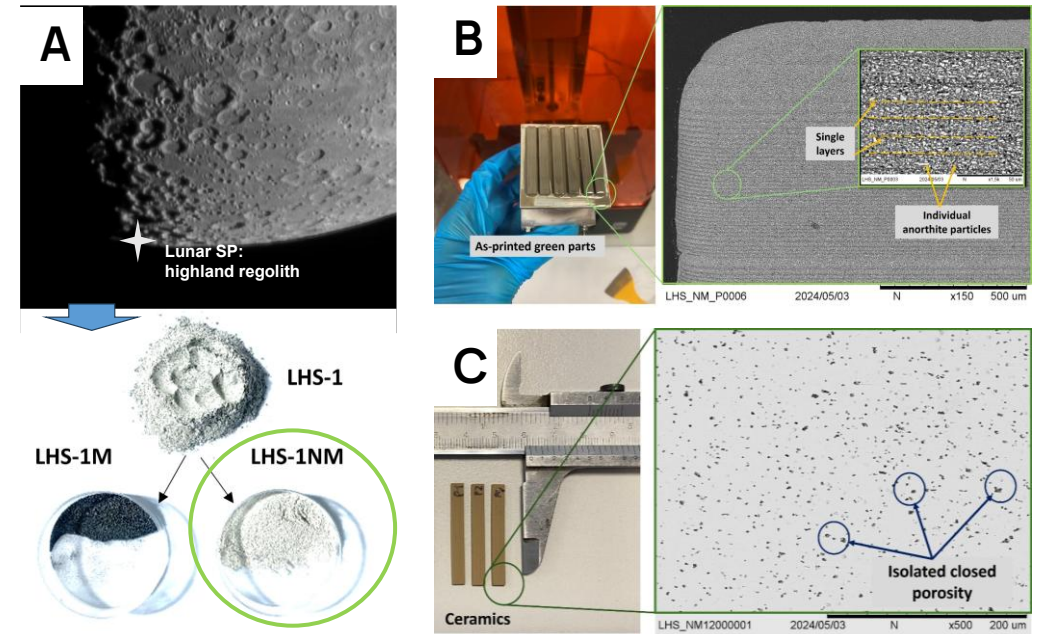 A
Lunar SP:
highland regolith
LHS-1
LHS-1M
LHS-1NM
B
As-printed green parts
Single
layers
Individual
anorthite particles
LHS_NM_P0006 2024/05/03 N x150 500 um
C
Ceramics
Isolated closed
porosity
LHS_NM12000001 2024/05/03 N x500 200 um